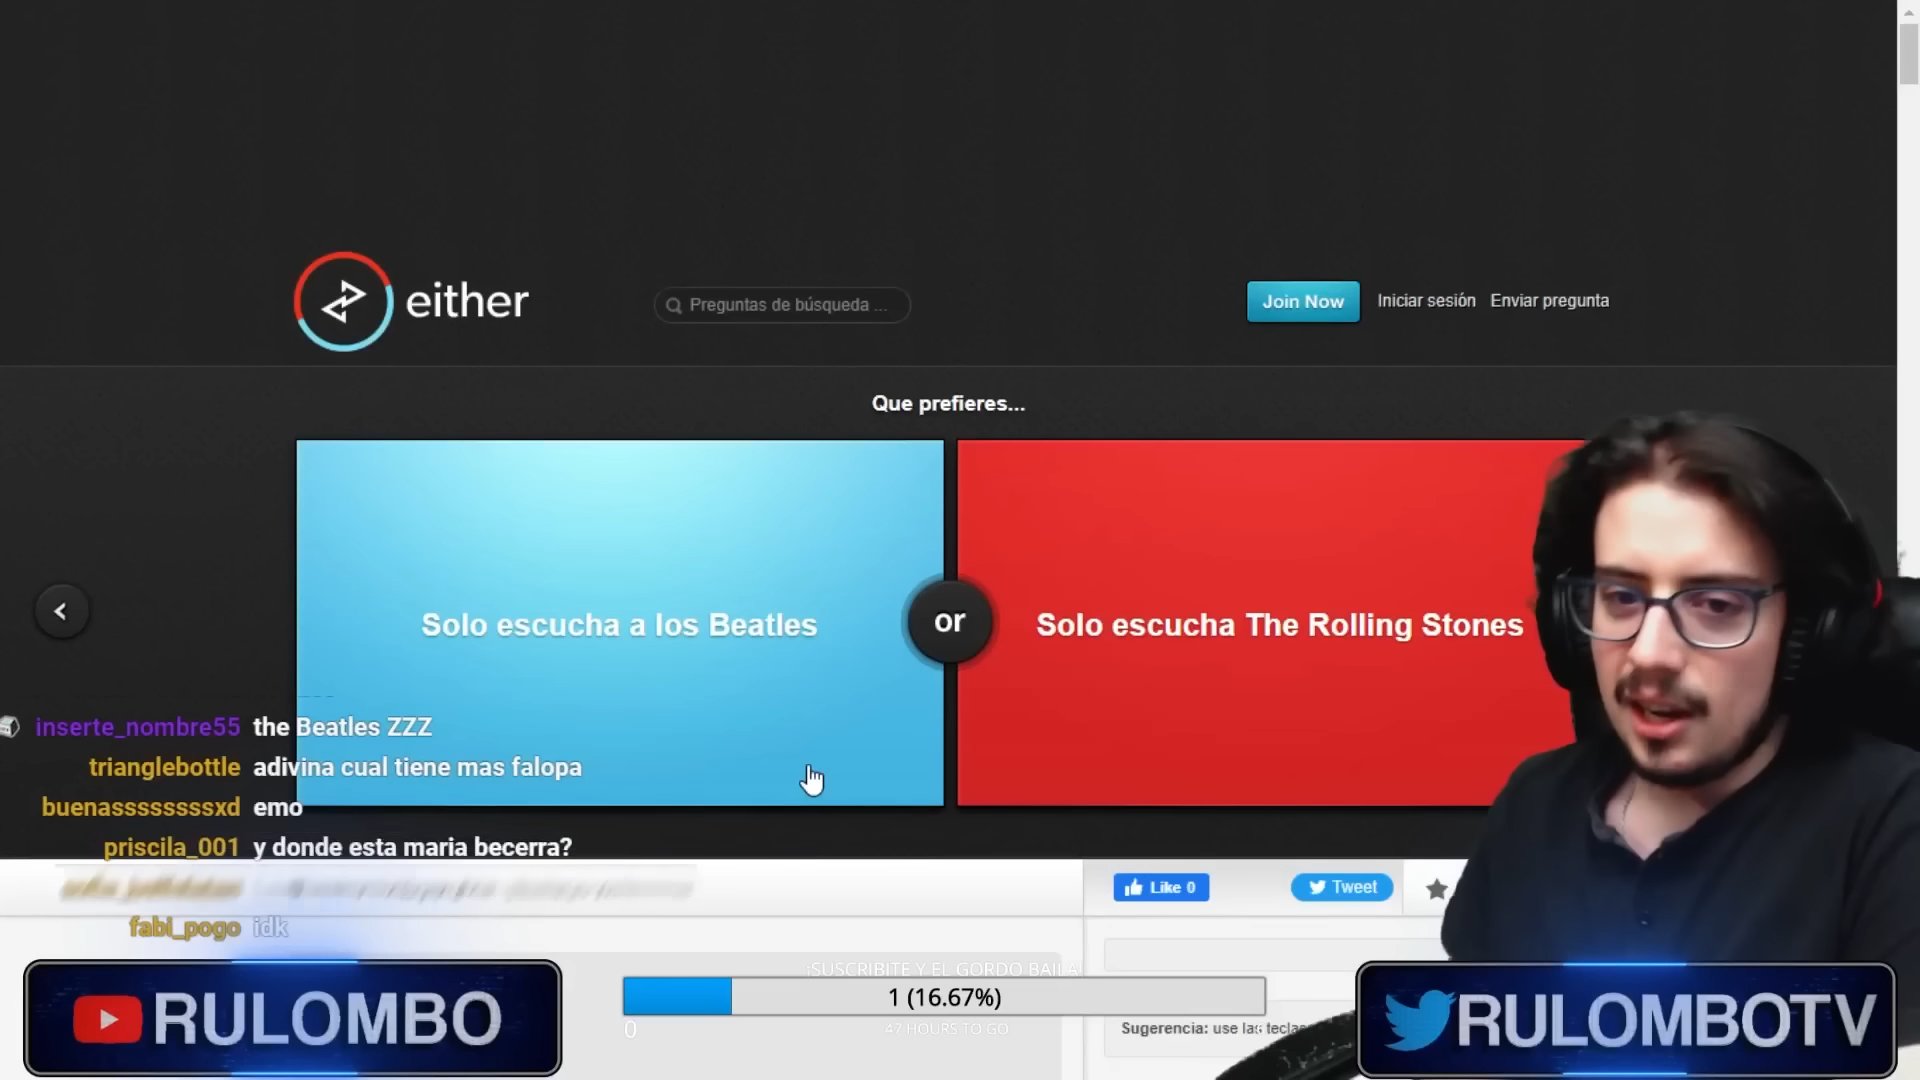 either
Preguntas de búsqueda ...
Join Now
Iniciar sesión
Enviar pregunta
Que prefieres...
Solo escucha a los Beatles
or
Solo escucha The Rolling Stones
inserte_nombre55 the Beatles ZZZ
trianglebottle adivina cual tiene mas falopa
buenassssssssxd emo
priscila_001 y donde esta maria becerra?
fabi_pogo idk
Like 0
Tweet
¡SUSCRIBITE Y EL GORDO BAILA!
1 (16.67%)
0
47 HOURS TO GO
Sugerencia: use las
RULOMBO
RULOMBOTV